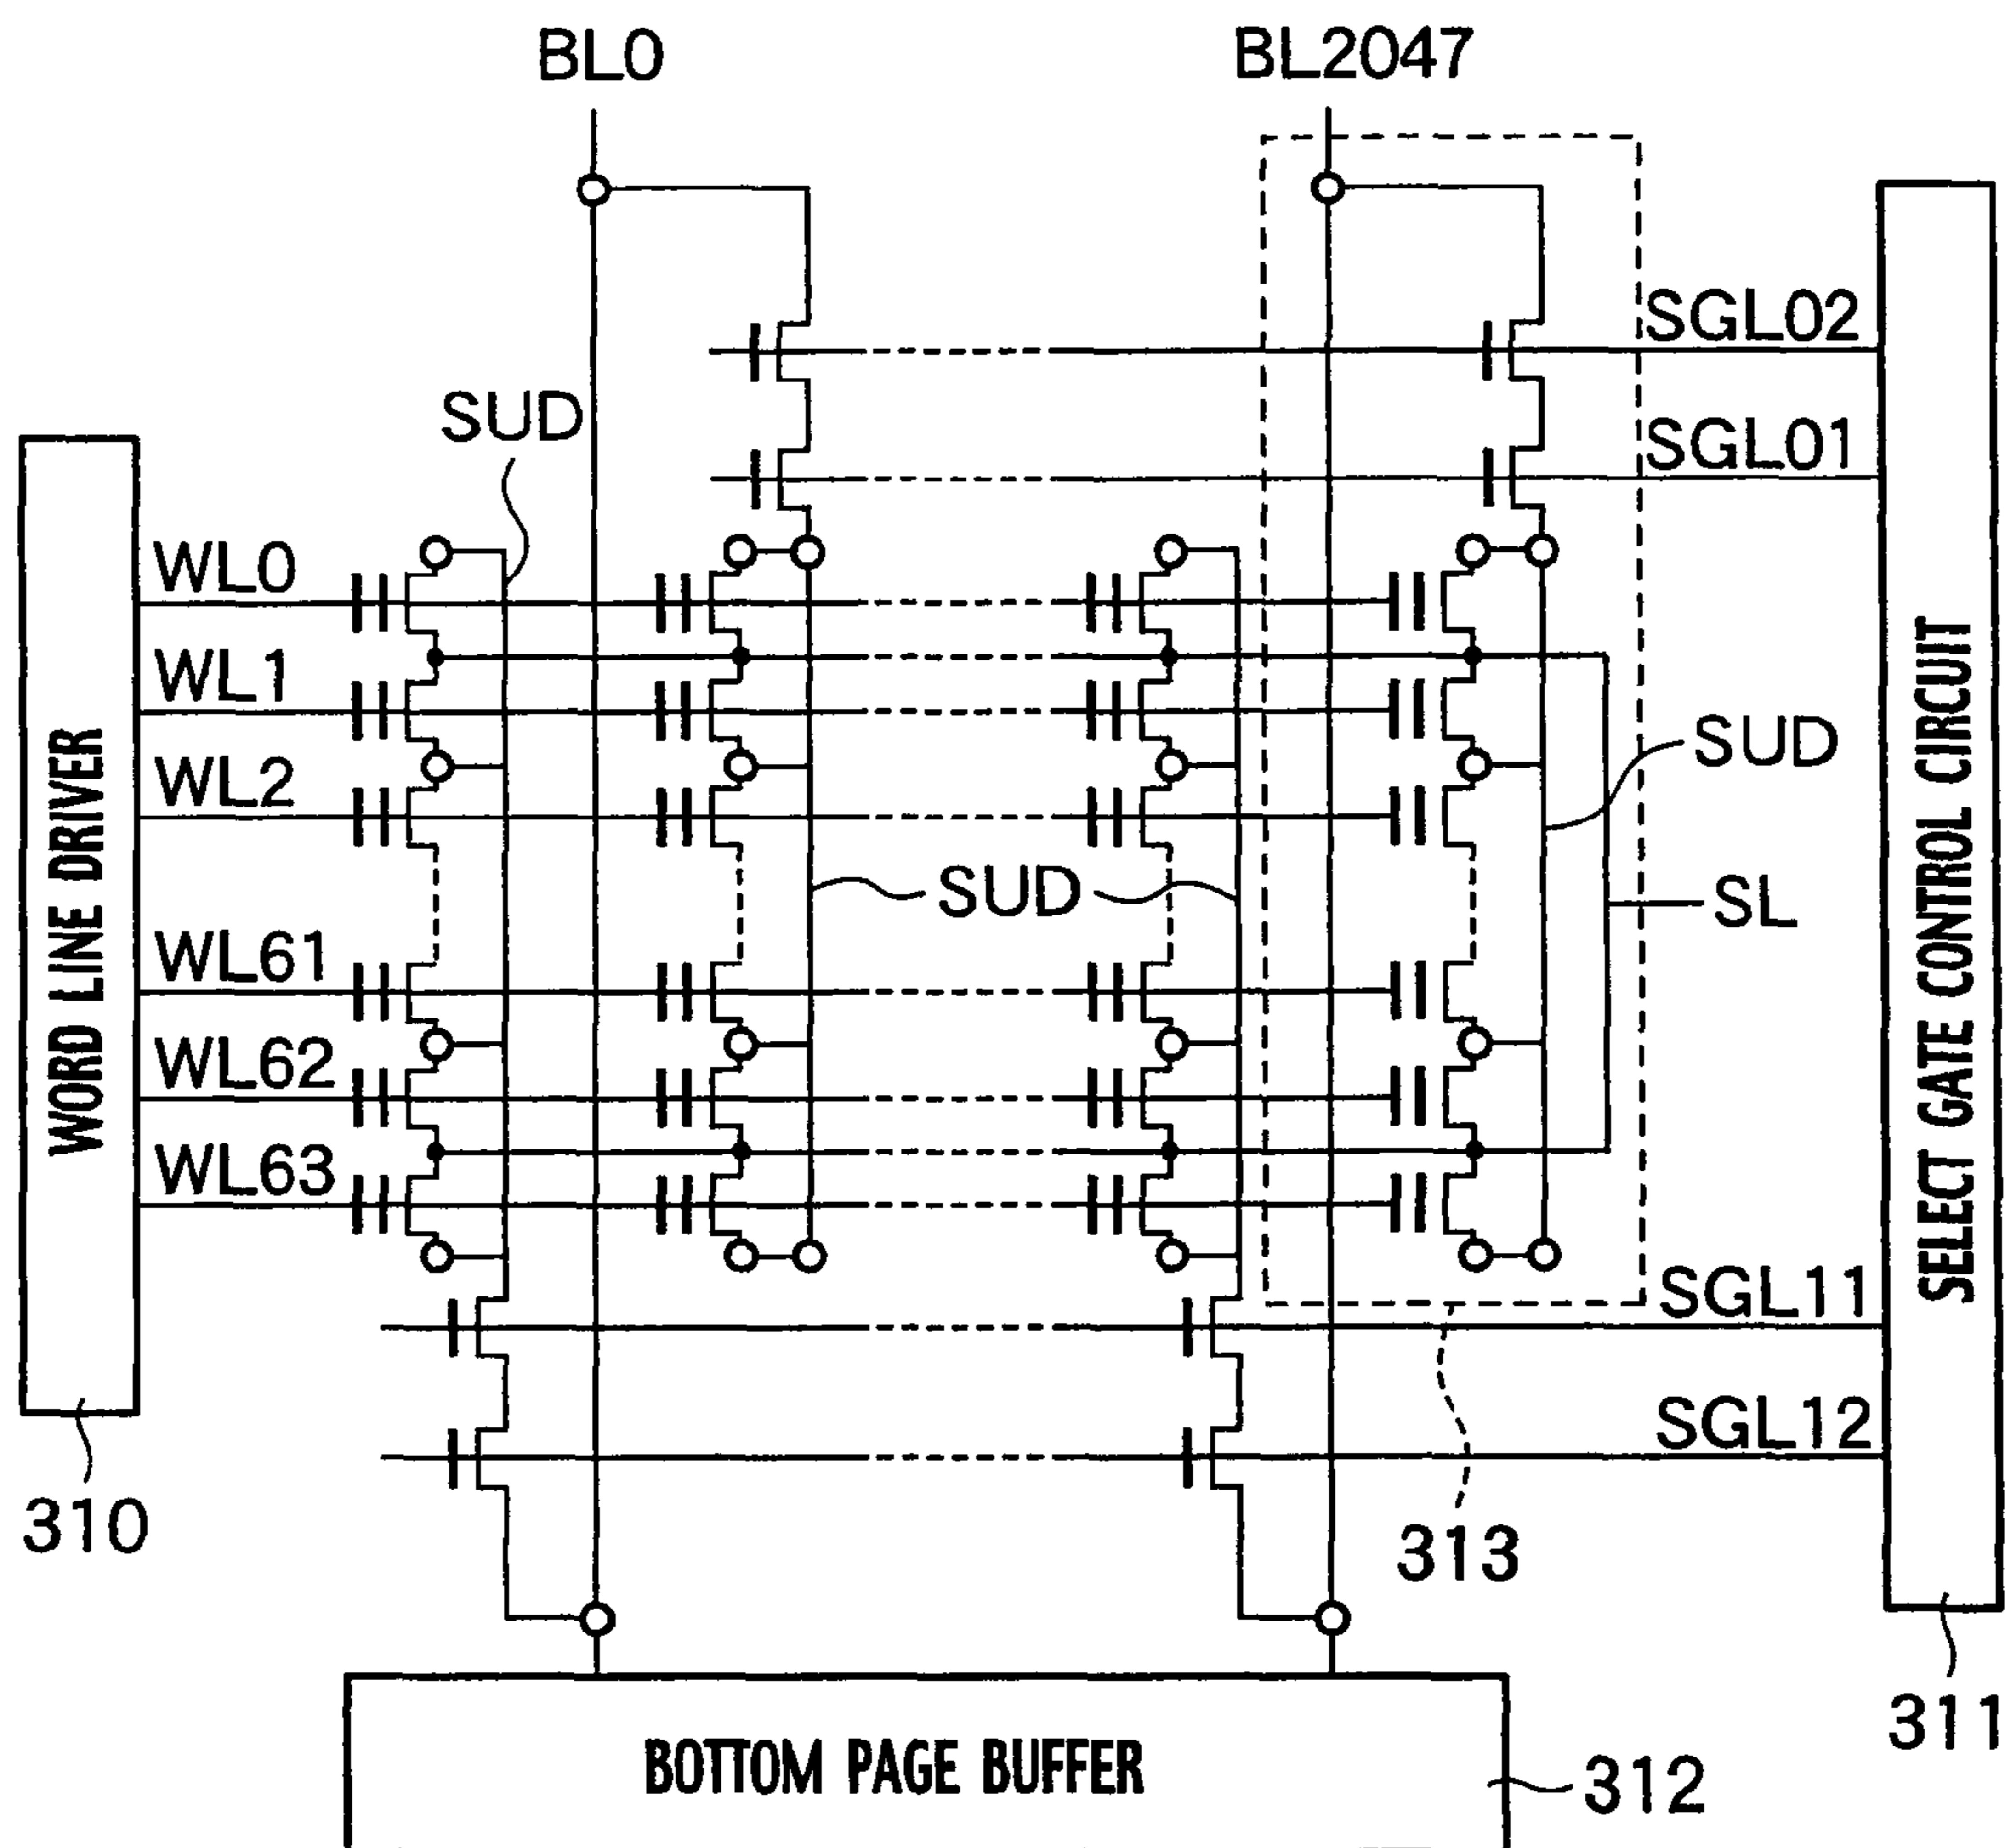 BL0
BL2047
SGL02
SUD
SGL01
WL0
WL1
SUD
WL2
SUD
SL
WL61
WL62
WL63
WORD LINE DRIVER
SELECT GATE CONTROL CIRCUIT
SGL11
SGL12
310
313
311
BOTTOM PAGE BUFFER
312